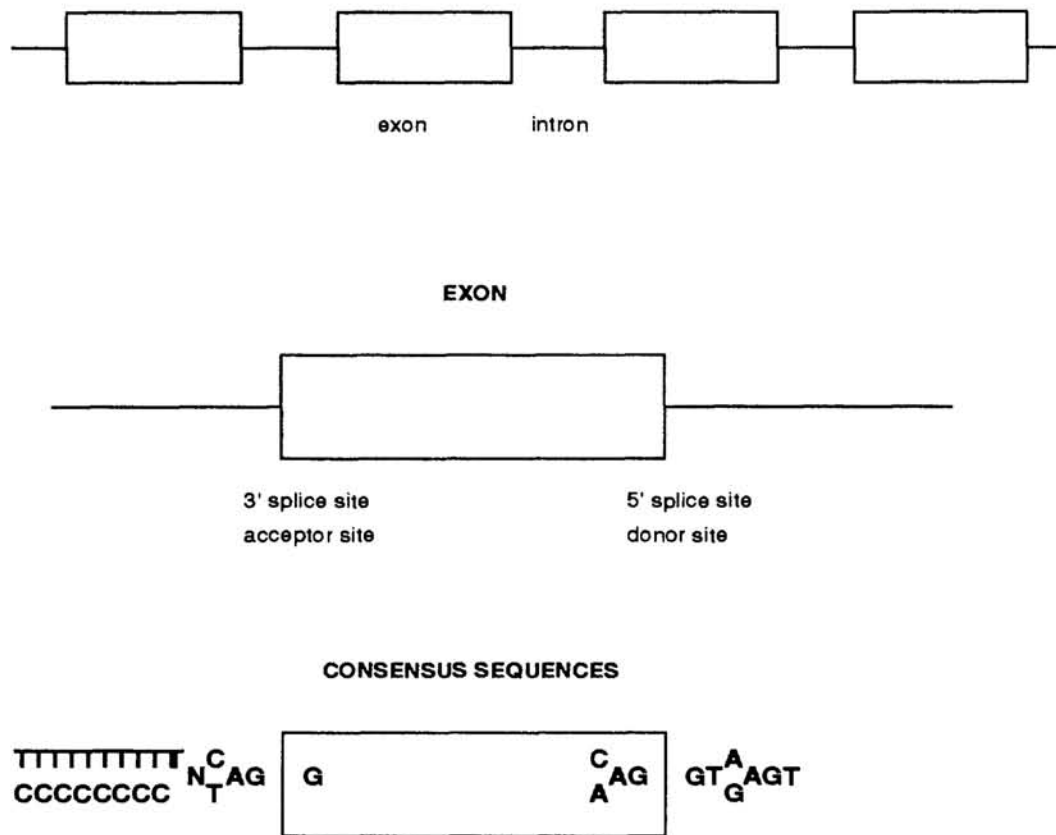 exon intron
EXON
3' splice site 5' splice site
acceptor site donor site
CONSENSUS SEQUENCES
TTTTTTTTTT C C A
N AG G AG GT AGT
CCCCCCCC T A G